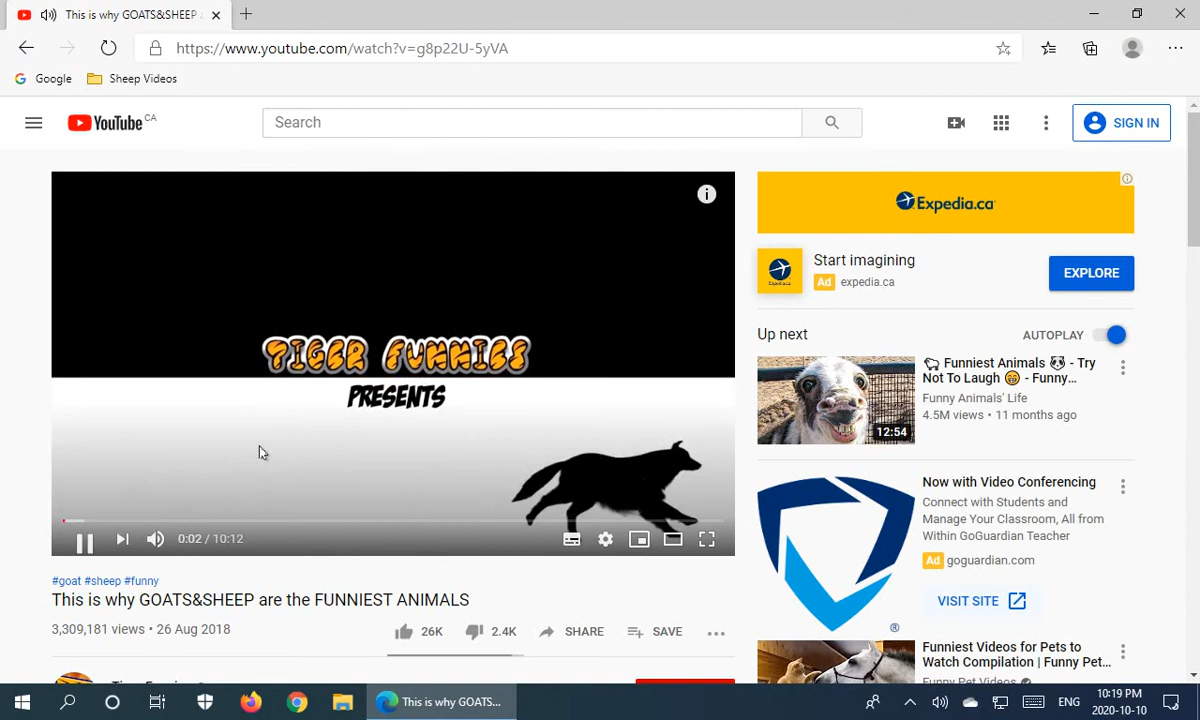 This is why GOATS&SHEEP
https://www.youtube.com/watch?v=g8p22U-5yVA
Google
Sheep Videos
YouTube CA
Search
SIGN IN
TIGER FUNNIES
PRESENTS
0:02 / 10:12
#goat #sheep #funny
This is why GOATS&SHEEP are the FUNNIEST ANIMALS
3,309,181 views • 26 Aug 2018
26K
2.4K
SHARE
SAVE
Expedia.ca
Start imagining
Ad expedia.ca
EXPLORE
Up next
AUTOPLAY
12:54
🐑 Funniest Animals 🐼 - Try
Not To Laugh 😁 - Funny...
Funny Animals' Life
4.5M views • 11 months ago
Now with Video Conferencing
Connect with Students and
Manage Your Classroom, All from
Within GoGuardian Teacher
Ad goguardian.com
VISIT SITE
®
Funniest Videos for Pets to
Watch Compilation | Funny Pet...
Funny Pet Videos
This is why GOATS...
ENG
10:19 PM
2020-10-10